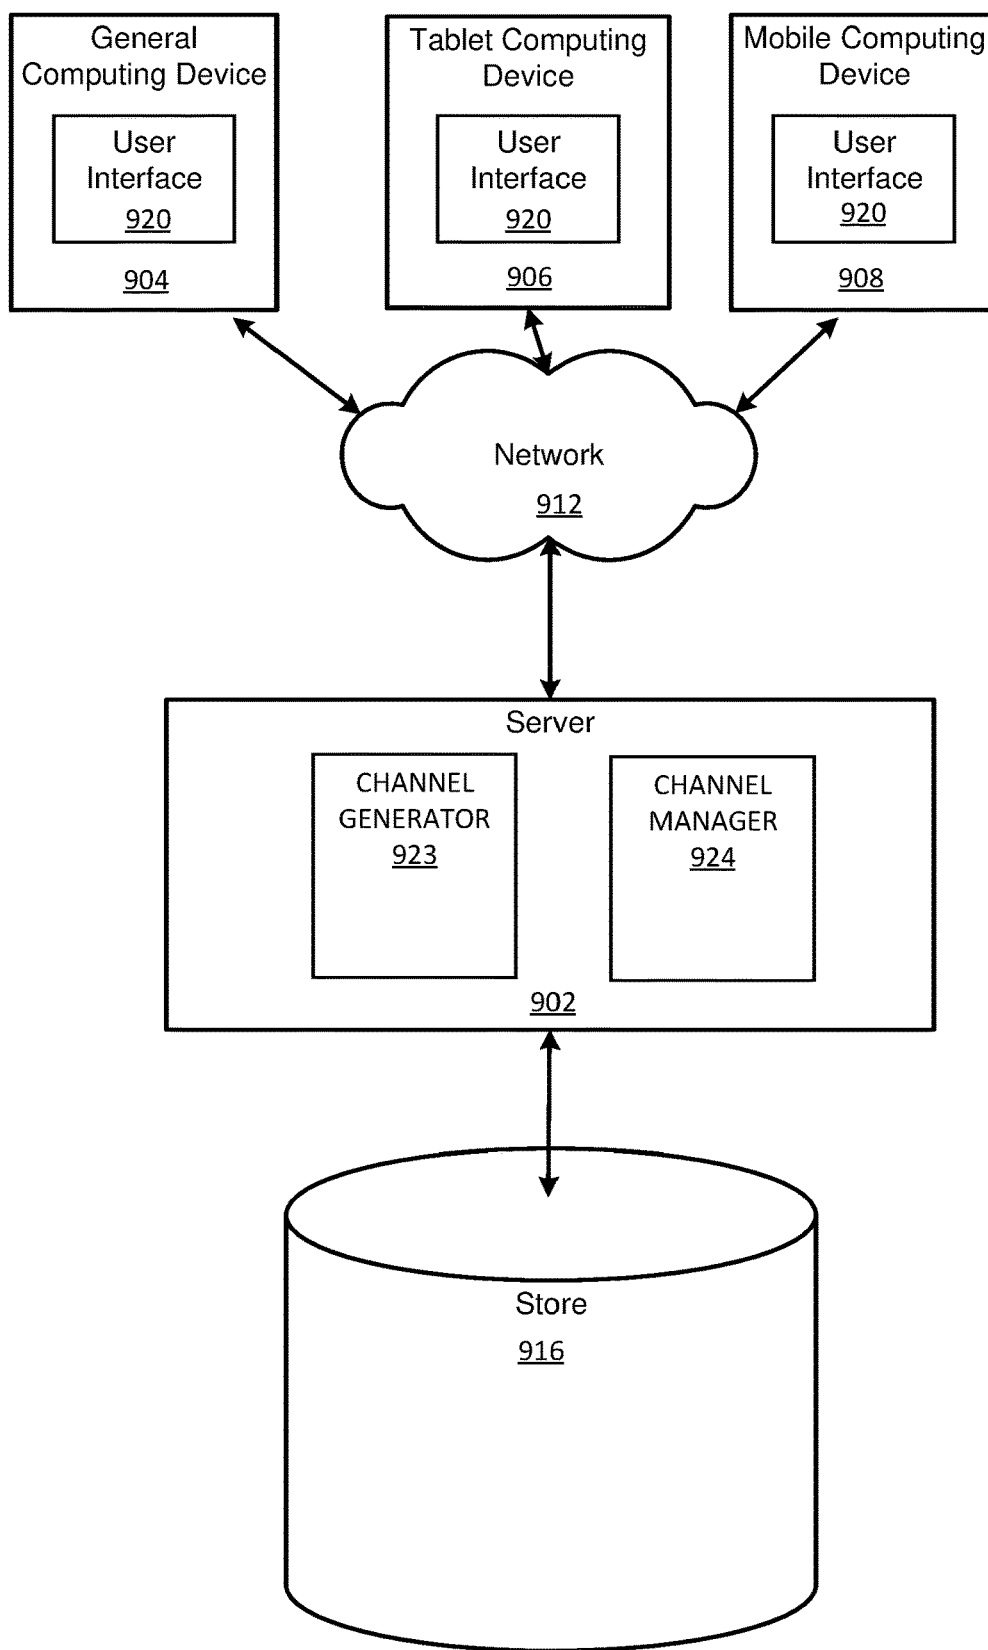 General
Computing Device
User
Interface
920
904
Tablet Computing
Device
User
Interface
920
906
Mobile Computing
Device
User
Interface
920
908
Network
912
Server
CHANNEL
GENERATOR
923
CHANNEL
MANAGER
924
902
Store
916